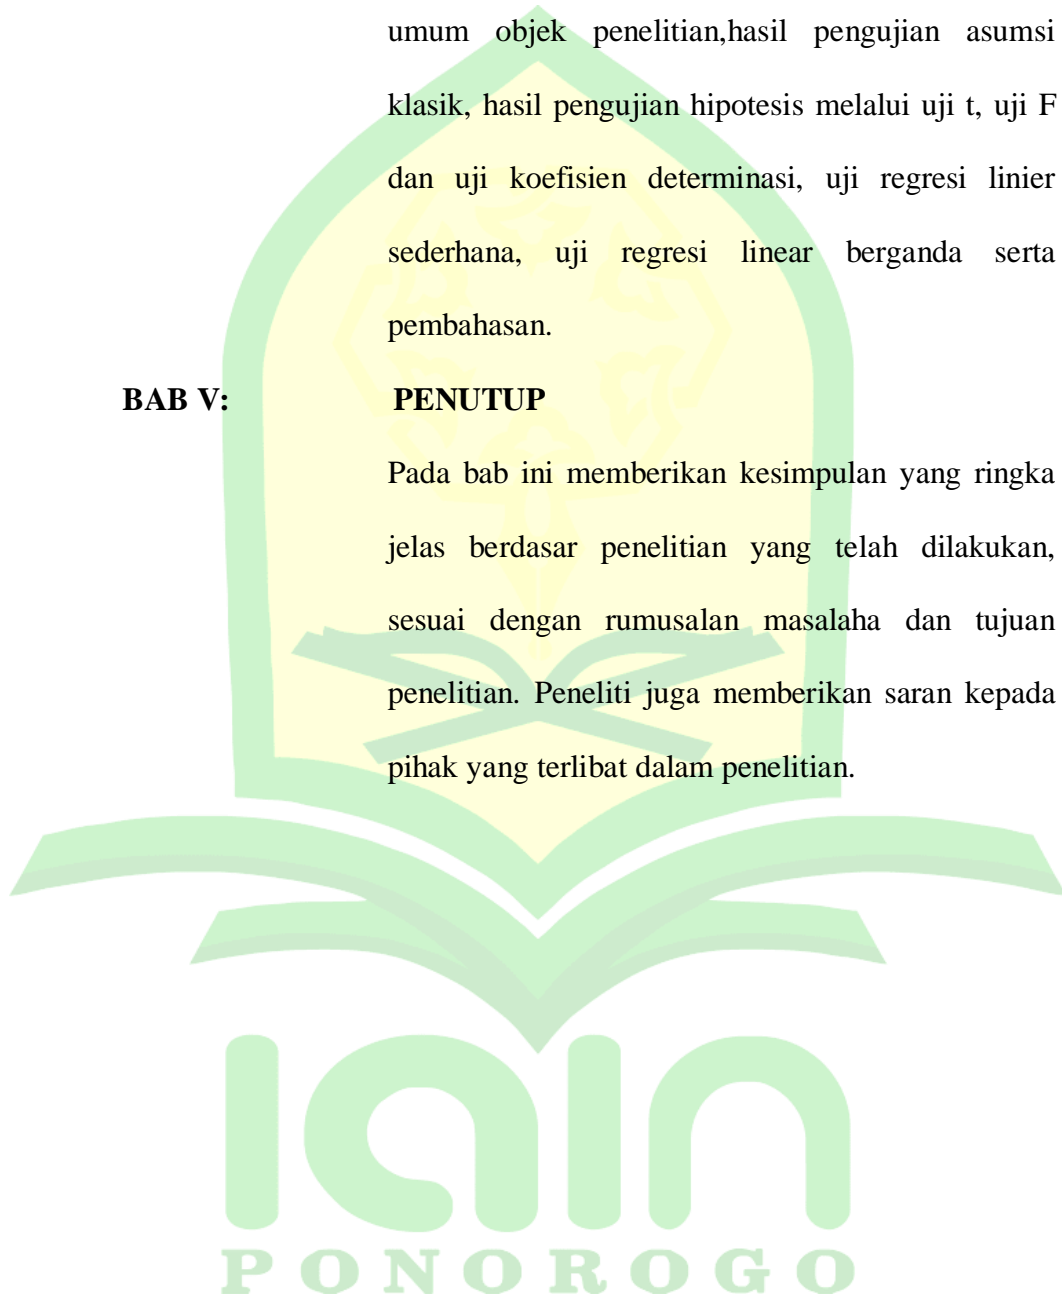 umum objek penelitian,hasil pengujian asumsi
klasik, hasil pengujian hipotesis melalui uji t, uji F
dan uji koefisien determinasi, uji regresi linier
sederhana, uji regresi linear berganda serta
pembahasan.
BAB V: PENUTUP
Pada bab ini memberikan kesimpulan yang ringka
jelas berdasar penelitian yang telah dilakukan,
sesuai dengan rumusalan masalaha dan tujuan
penelitian. Peneliti juga memberikan saran kepada
pihak yang terlibat dalam penelitian.
iain
PONOROGO